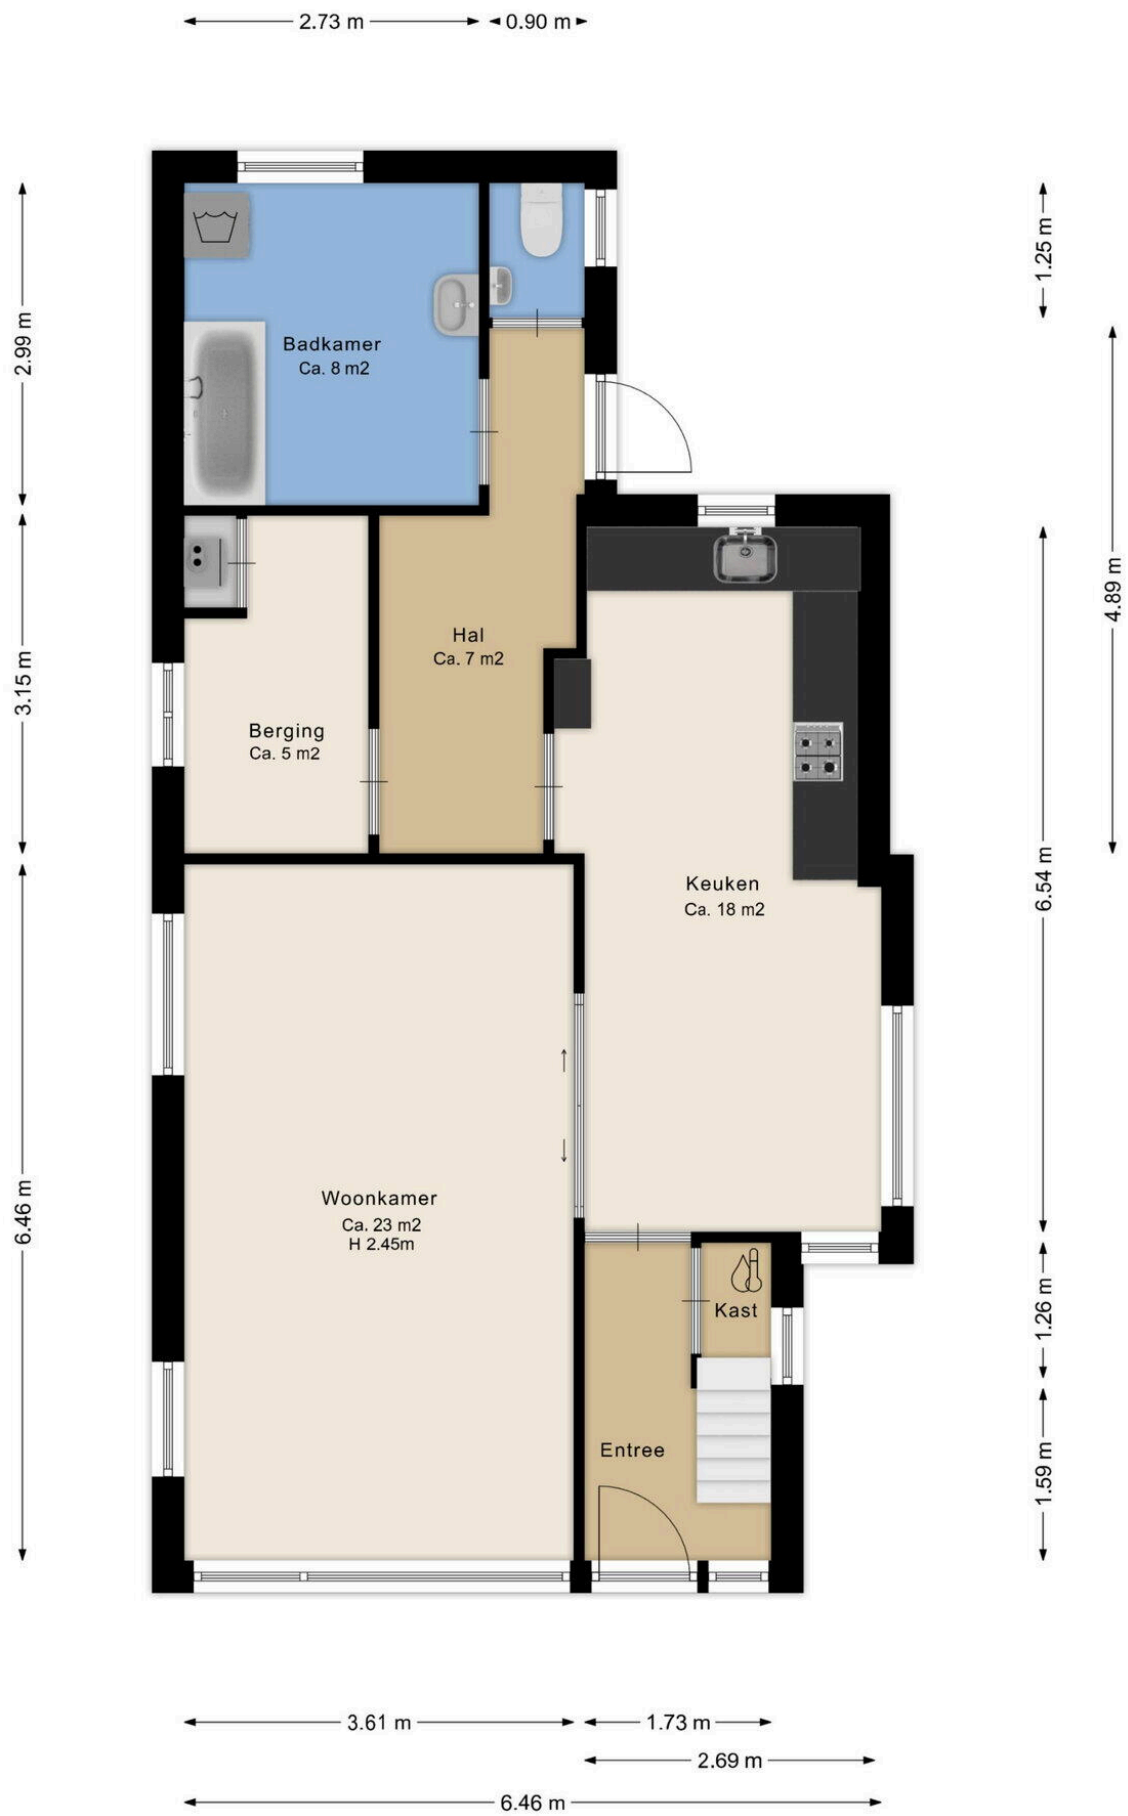 2.73 m
0.90 m
2.99 m
1.25 m
Badkamer
Ca. 8 m2
4.89 m
Hal
Ca. 7 m2
3.15 m
Berging
Ca. 5 m2
6.54 m
Keuken
Ca. 18 m2
6.46 m
Woonkamer
Ca. 23 m2
H 2.45m
Kast
1.26 m
Entree
1.59 m
3.61 m
1.73 m
2.69 m
6.46 m